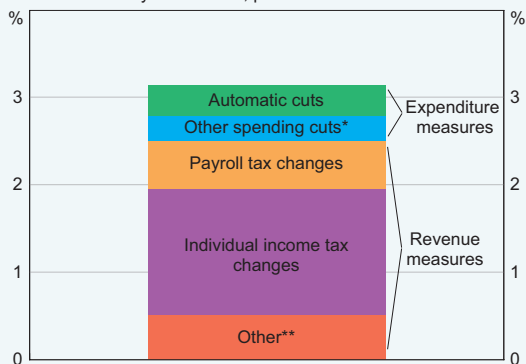 %
%
3
Automatic cuts
Expenditure
measures
3
Other spending cuts*
Payroll tax changes
2
2
Individual income tax
changes
Revenue
measures
1
1
Other**
0
0